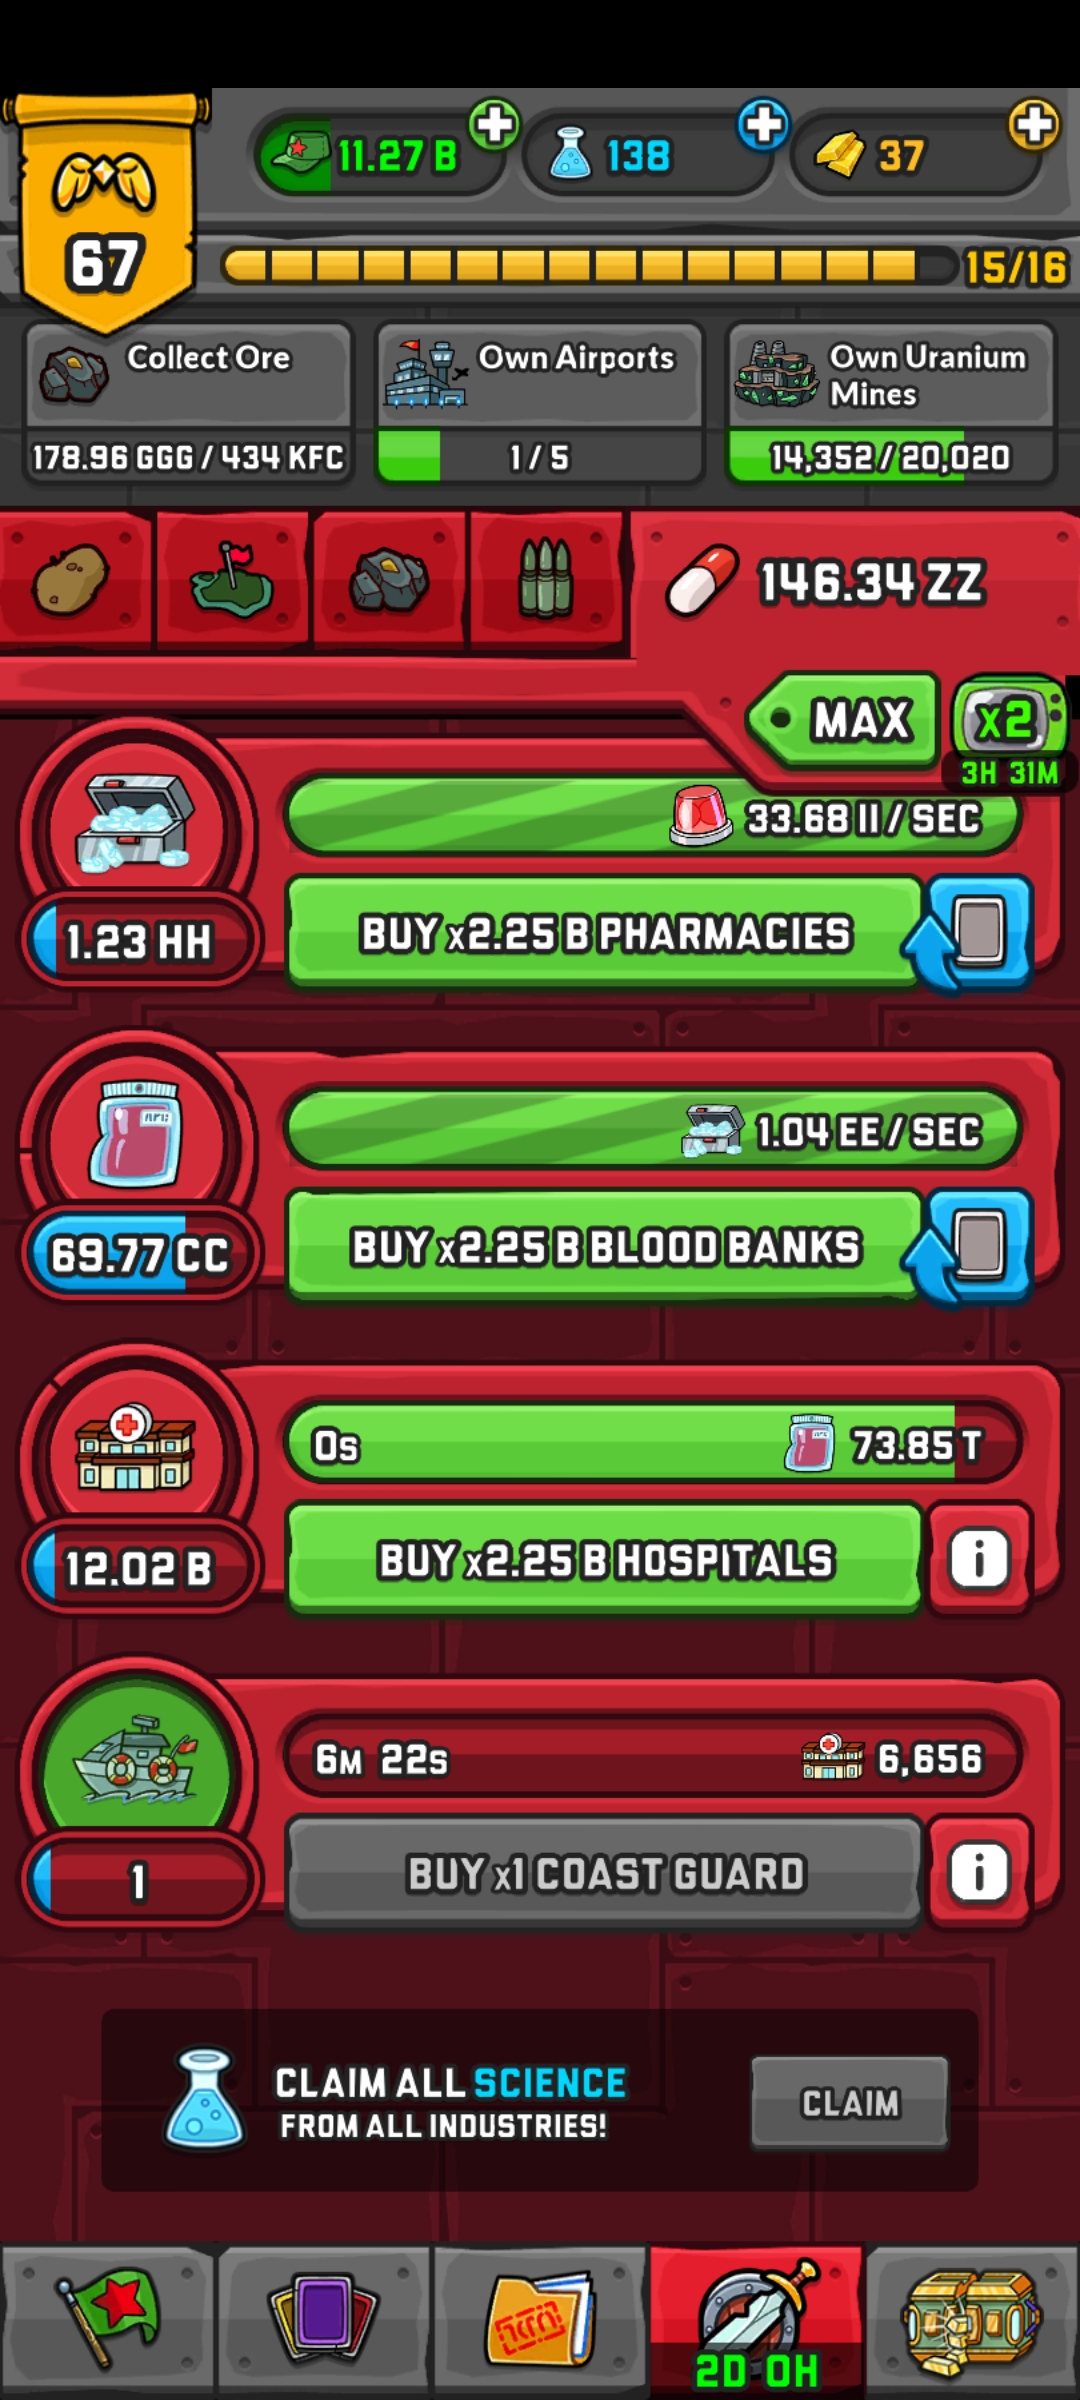 67
11.27 B
138
37
15/16
Collect Ore
178.96 GGG / 434 KFC
Own Airports
1 / 5
Own Uranium
Mines
14,352 / 20,020
146.34 ZZ
MAX
x2
3H 31M
33.68 II / SEC
1.23 HH
BUY x2.25 B PHARMACIES
1.04 EE / SEC
69.77 CC
BUY x2.25 B BLOOD BANKS
0s
73.85 T
12.02 B
BUY x2.25 B HOSPITALS
i
6M 22s
6,656
1
BUY x1 COAST GUARD
i
CLAIM ALL SCIENCE
FROM ALL INDUSTRIES!
CLAIM
2D 0H